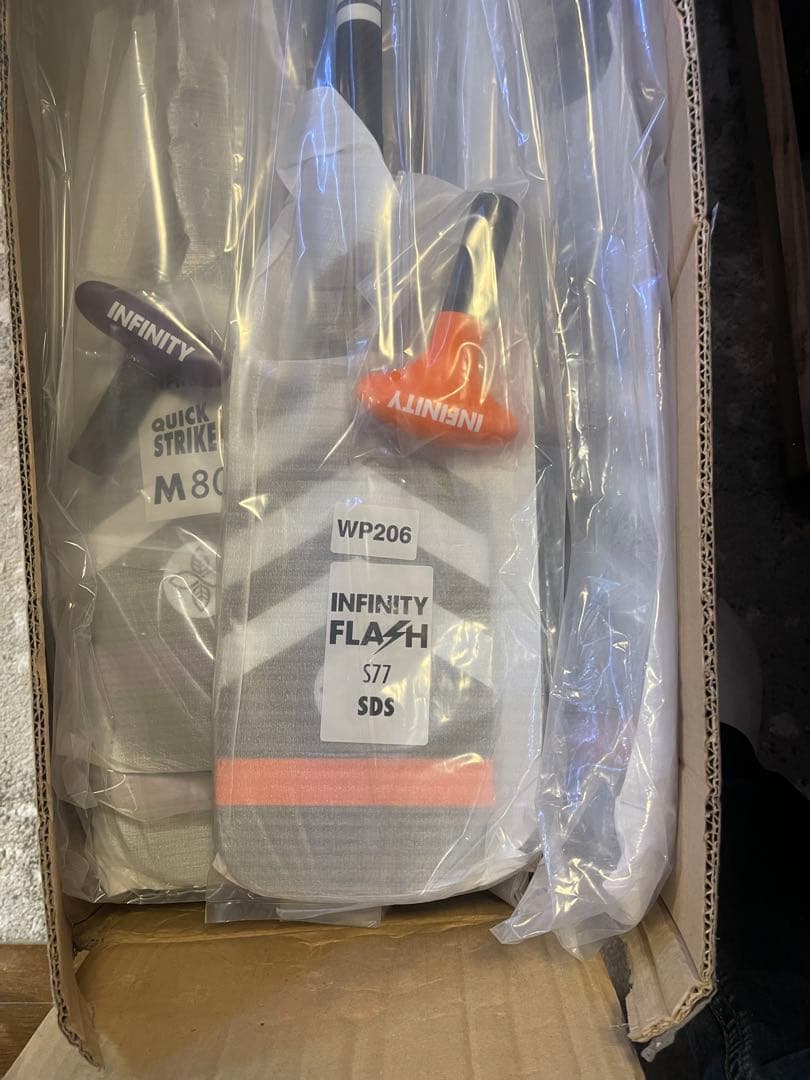 INFINITY
QUICK
STRIKE
M80
INFINITY
WP206
INFINITY
FLASH
S77
SDS